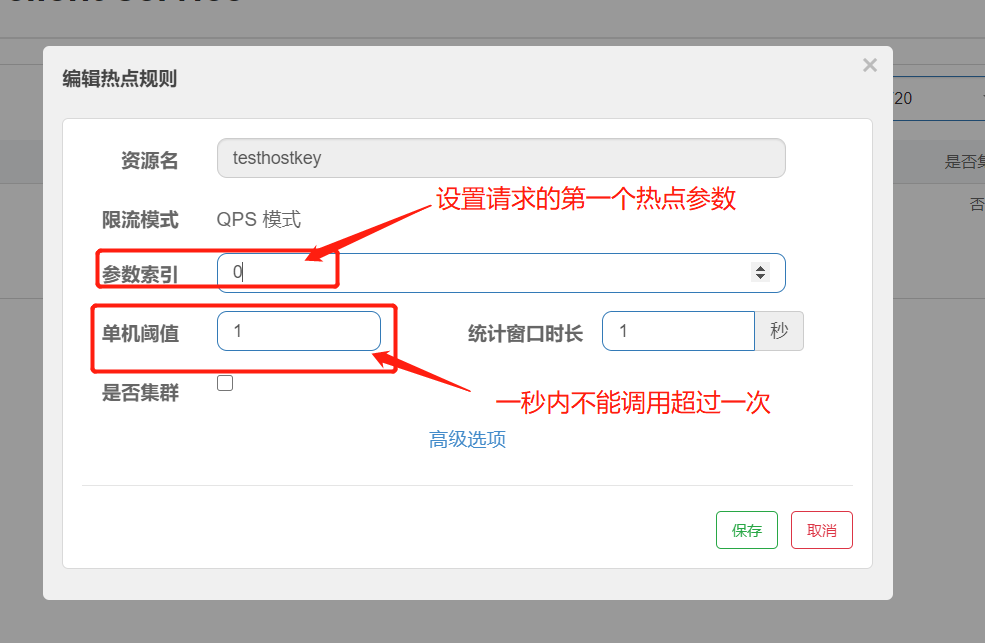 编辑热点规则
×
20
资源名 testhostkey
是否集
设置请求的第一个热点参数
限流模式 QPS 模式
否
参数索引 0
单机阈值 1 统计窗口时长 1 秒
是否集群
一秒内不能调用超过一次
高级选项
保存 取消